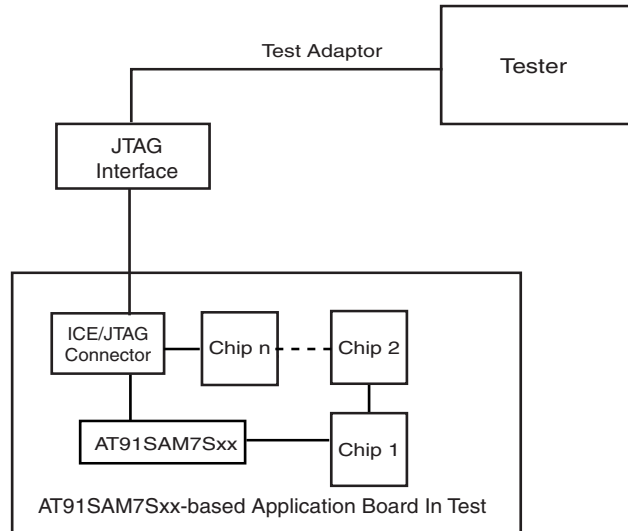 Test Adaptor
Tester
JTAG
Interface
ICE/JTAG
Connector
Chip n
Chip 2
AT91SAM7Sxx
Chip 1
AT91SAM7Sxx-based Application Board In Test